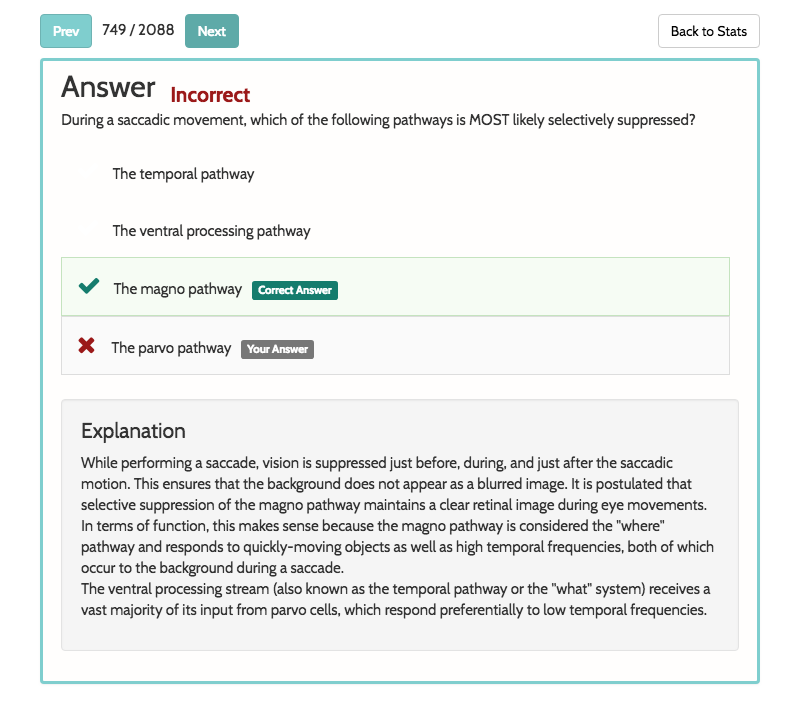 Prev 749 / 2088 Next Back to Stats
Answer Incorrect
During a saccadic movement, which of the following pathways is MOST likely selectively suppressed?
The temporal pathway
The ventral processing pathway
The magno pathway Correct Answer
The parvo pathway Your Answer
Explanation
While performing a saccade, vision is suppressed just before, during, and just after the saccadic
motion. This ensures that the background does not appear as a blurred image. It is postulated that
selective suppression of the magno pathway maintains a clear retinal image during eye movements.
In terms of function, this makes sense because the magno pathway is considered the "where"
pathway and responds to quickly-moving objects as well as high temporal frequencies, both of which
occur to the background during a saccade.
The ventral processing stream (also known as the temporal pathway or the "what" system) receives a
vast majority of its input from parvo cells, which respond preferentially to low temporal frequencies.